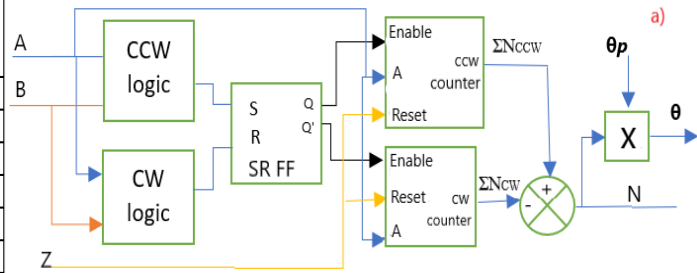 a)
A
B
CCW
logic
CW
logic
S
R
SR FF
Q
Q'
Enable
A
Reset
ccw
counter
ΣNccw
Enable
Reset
A
cw
counter
ΣNcw
+
-
θp
X
θ
N
Z